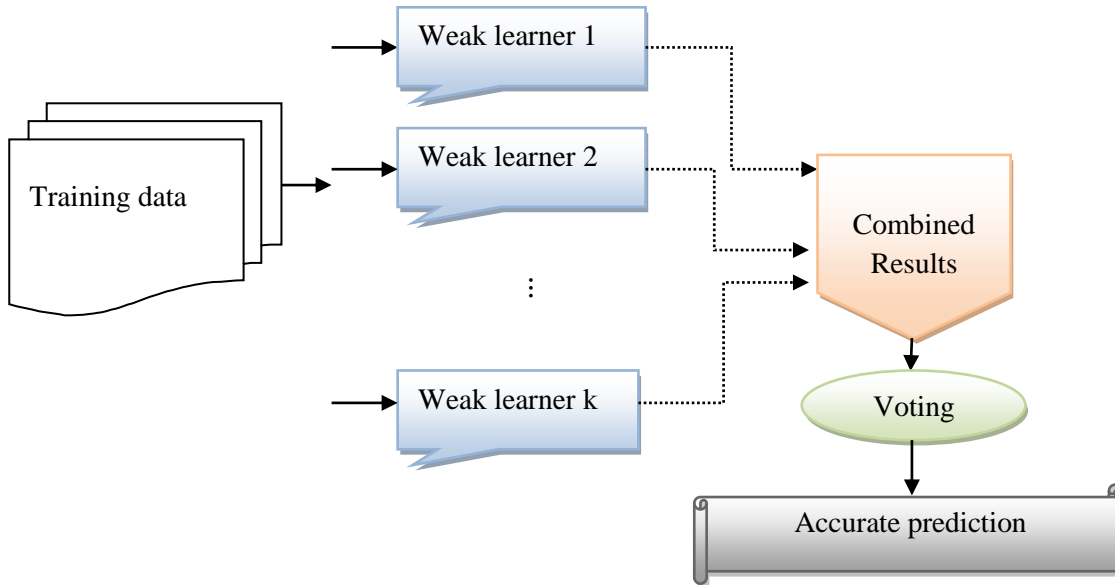 Training data
Weak learner 1
Weak learner 2
⋮
Weak learner k
Combined
Results
Voting
Accurate prediction